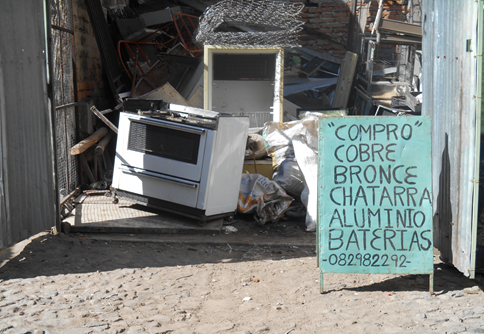 "COMPRO"
COBRE
BRONCE
CHATARRA
ALUMINIO
BATERIAS
-082982292-